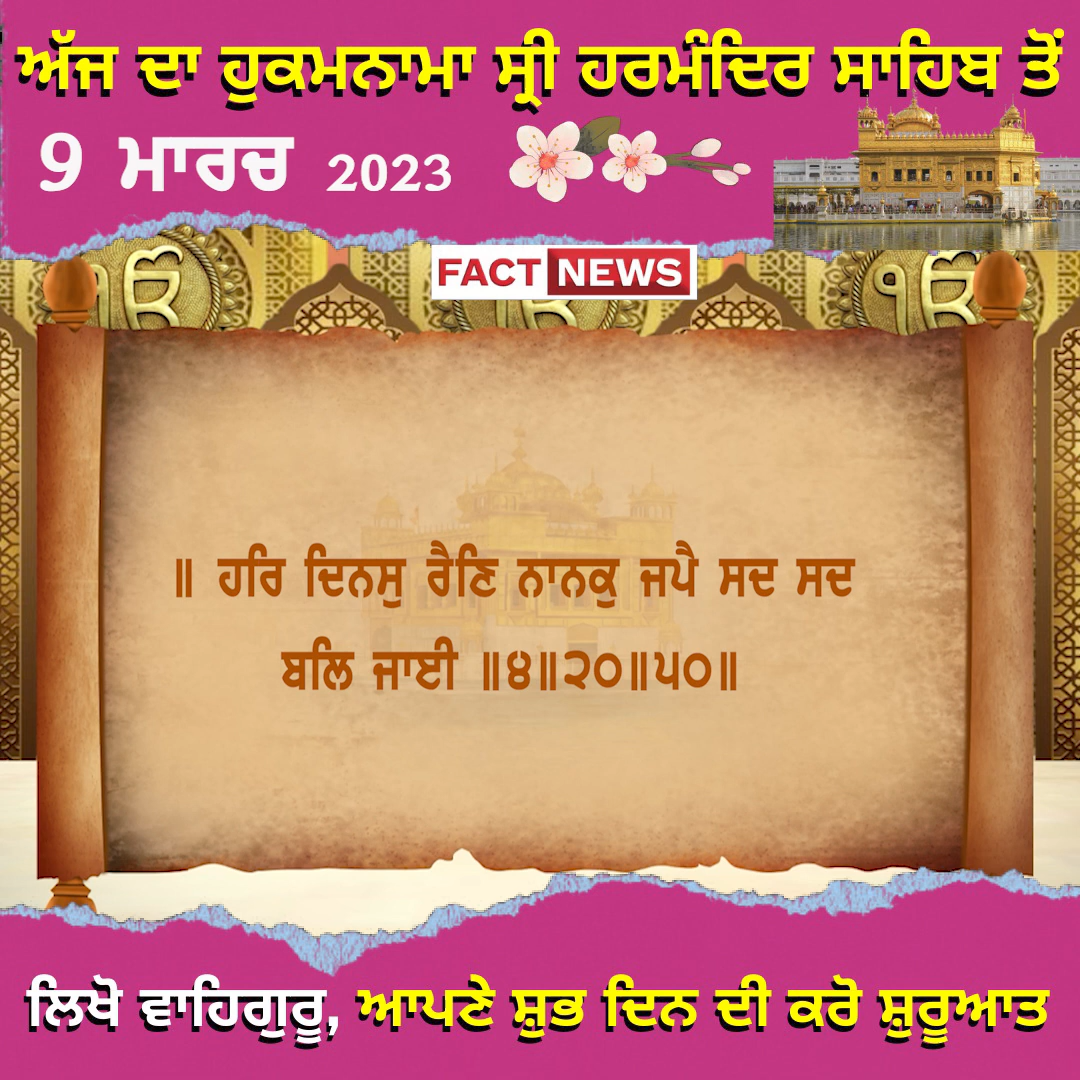 ਅੱਜ ਦਾ ਹੁਕਮਨਾਮਾ ਸ੍ਰੀ ਹਰਮੰਦਿਰ ਸਾਹਿਬ ਤੋਂ
9 ਮਾਰਚ 2023
FACT NEWS
॥ ਹਰਿ ਦਿਨਸੁ ਰੈਣਿ ਨਾਨਕੁ ਜਪੈ ਸਦ ਸਦ
ਬਲਿ ਜਾਈ ॥੪॥੨੦॥੫੦॥
ਲਿਖੋ ਵਾਹਿਗੁਰੂ, ਆਪਣੇ ਸ਼ੁਭ ਦਿਨ ਦੀ ਕਰੋ ਸ਼ੁਰੂਆਤ